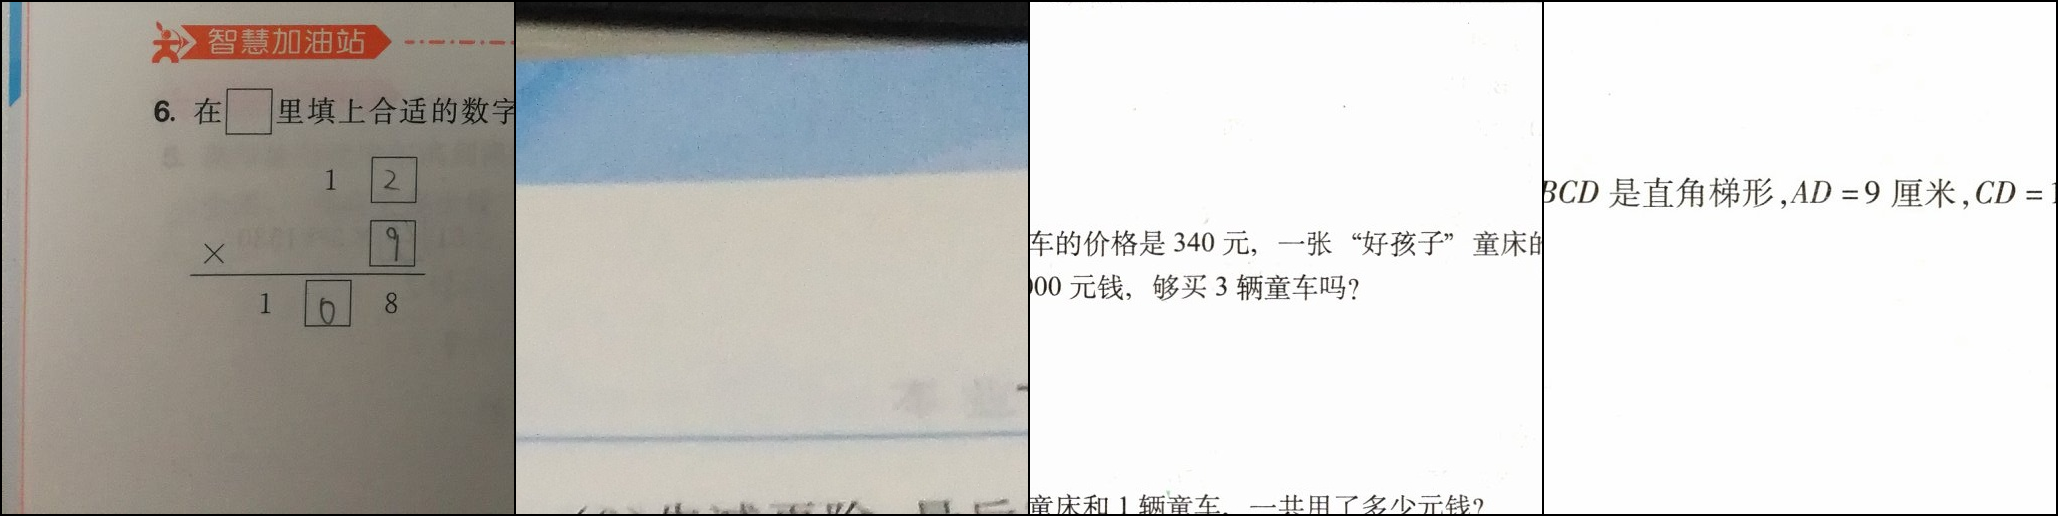 智慧加油站
6. 在□里填上合适的数字
1 2
× 9
1 0 8
车的价格是 340 元，一张“好孩子”童床的
00 元钱，够买 3 辆童车吗？
童床和 1 辆童车，一共用了多少元钱？
BCD 是直角梯形,AD=9 厘米,CD=1